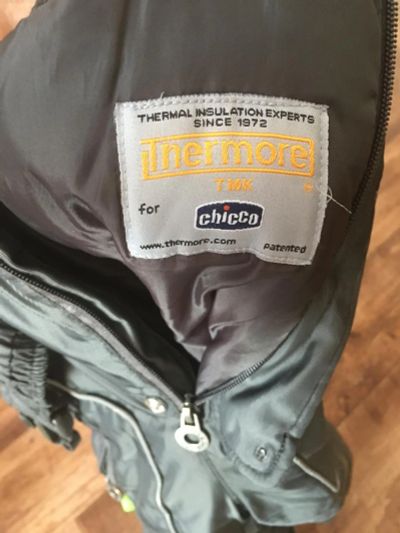 THERMAL INSULATION EXPERTS
SINCE 1972
Thermore
TMK
for chicco
www.thermore.com Patented